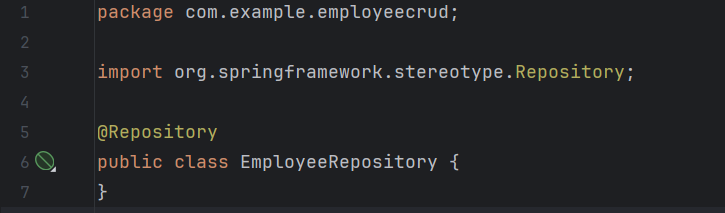 1 package com.example.employeecrud;
2
3 import org.springframework.stereotype.Repository;
4
5 @Repository
6 public class EmployeeRepository {
7 }